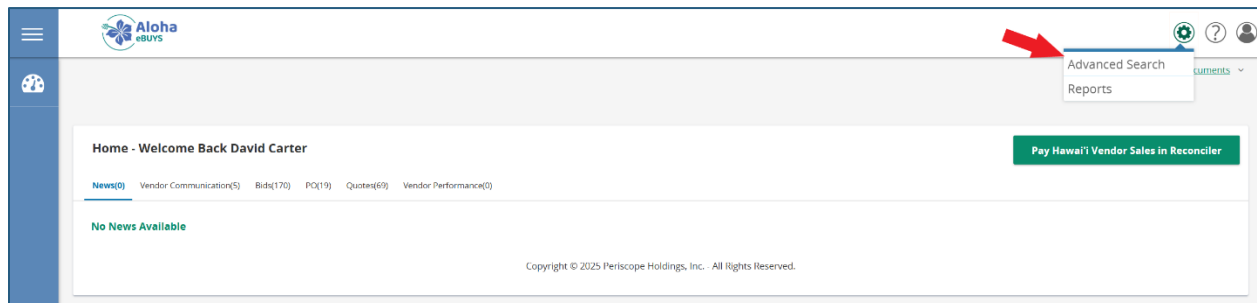 Aloha
eBUYS
?
Advanced Search
cuments
Reports
Home - Welcome Back David Carter
Pay Hawai'i Vendor Sales in Reconciler
News(0) Vendor Communication(5) Bids(170) PO(19) Quotes(69) Vendor Performance(0)
No News Available
Copyright © 2025 Periscope Holdings, Inc. - All Rights Reserved.